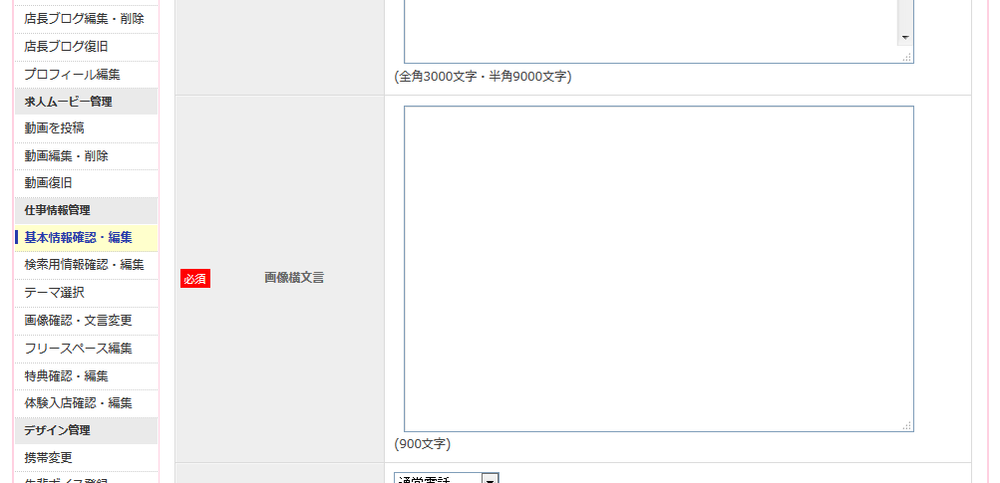 店長ブログ編集・削除
店長ブログ復旧
プロフィール編集
求人ムービー管理
動画を投稿
動画編集・削除
動画復旧
仕事情報管理
基本情報確認・編集
検索用情報確認・編集
テーマ選択
画像確認・文言変更
フリースペース編集
特典確認・編集
体験入店確認・編集
デザイン管理
携帯変更
(全角3000文字・半角9000文字)
必須
画像横文言
(900文字)
通常電話